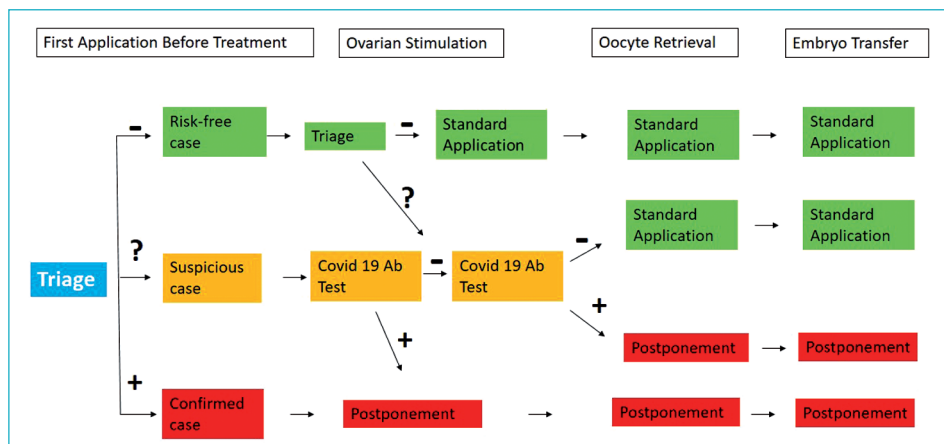 First Application Before Treatment
Ovarian Stimulation
Oocyte Retrieval
Embryo Transfer
-
Risk-free
case
Triage
-
Standard
Application
Standard
Application
Standard
Application
?
Standard
Application
Standard
Application
?
Triage
Suspicious
case
Covid 19 Ab
Test
-
Covid 19 Ab
Test
-
+
+
Postponement
Postponement
+
Confirmed
case
Postponement
Postponement
Postponement